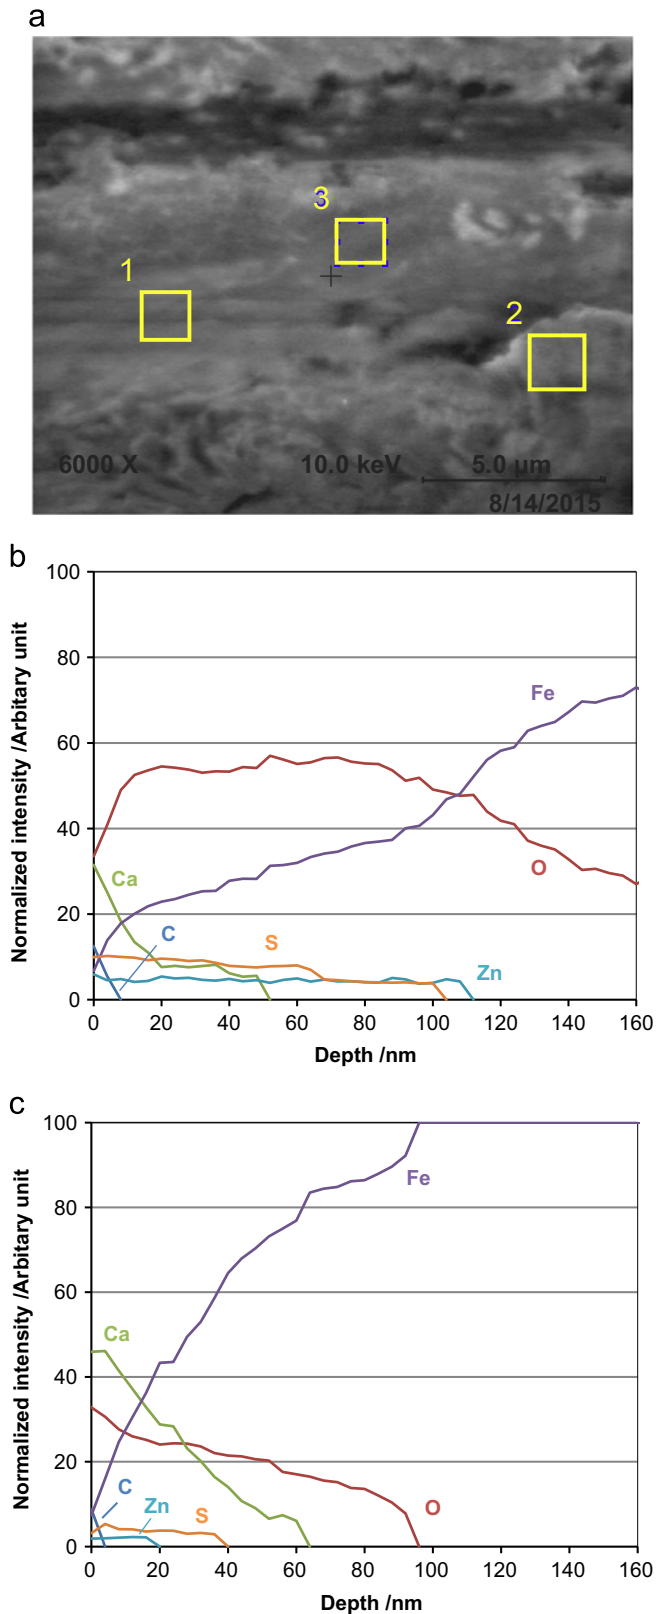 a
3
1
2
6000 X 10.0 keV 5.0 µm
8/14/2015
b
Normalized intensity /Arbitary unit
100
80
60
40
20
0
Fe
O
Ca
C
S
Zn
0 20 40 60 80 100 120 140 160
Depth /nm
c
Normalized intensity /Arbitary unit
100
80
60
40
20
0
Fe
Ca
C
Zn
S
O
0 20 40 60 80 100 120 140 160
Depth /nm